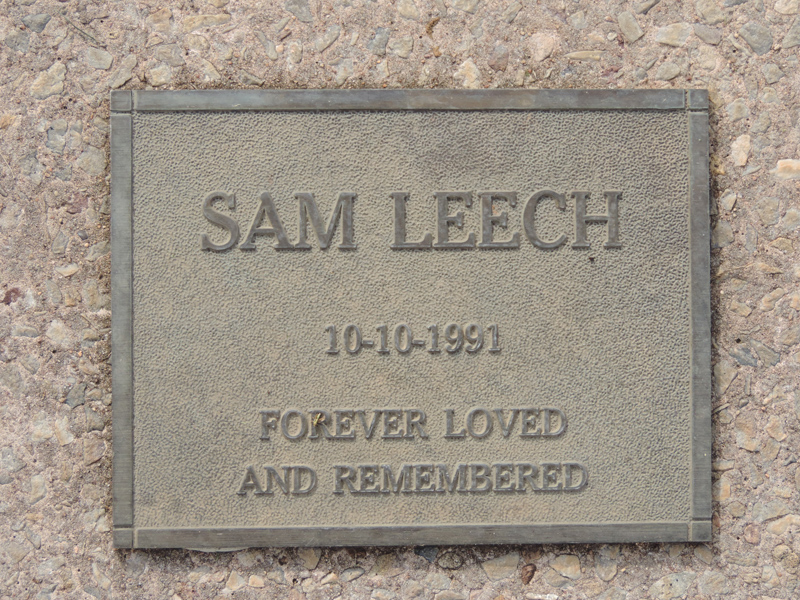 SAM LEECH
10-10-1991
FOREVER LOVED
AND REMEMBERED